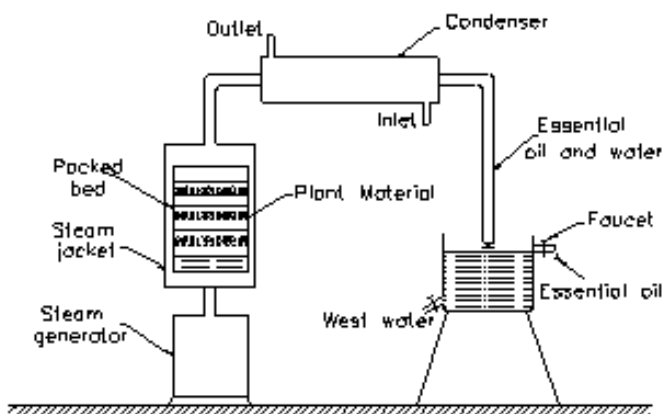 Outlet
Condenser
Inlet
Essential
oil and water
Packed
bed
Plant Material
Steam
jacket
Faucet
Essential oil
West water
Steam
generator